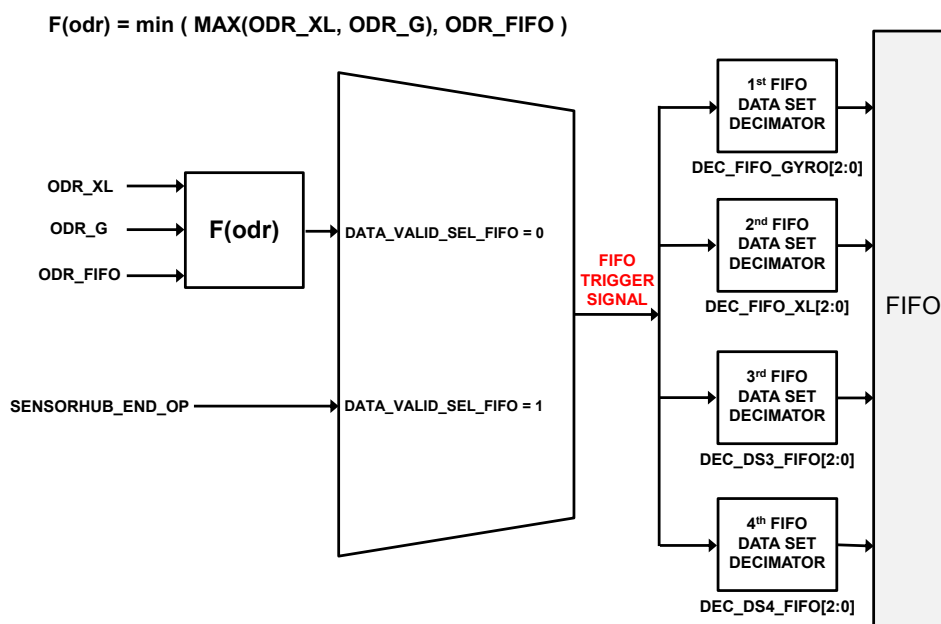 F(odr) = min ( MAX(ODR_XL, ODR_G), ODR_FIFO )
ODR_XL
ODR_G
ODR_FIFO
F(odr)
DATA_VALID_SEL_FIFO = 0
SENSORHUB_END_OP
DATA_VALID_SEL_FIFO = 1
FIFO
TRIGGER
SIGNAL
1st FIFO
DATA SET
DECIMATOR
DEC_FIFO_GYRO[2:0]
2nd FIFO
DATA SET
DECIMATOR
DEC_FIFO_XL[2:0]
3rd FIFO
DATA SET
DECIMATOR
DEC_DS3_FIFO[2:0]
4th FIFO
DATA SET
DECIMATOR
DEC_DS4_FIFO[2:0]
FIFO